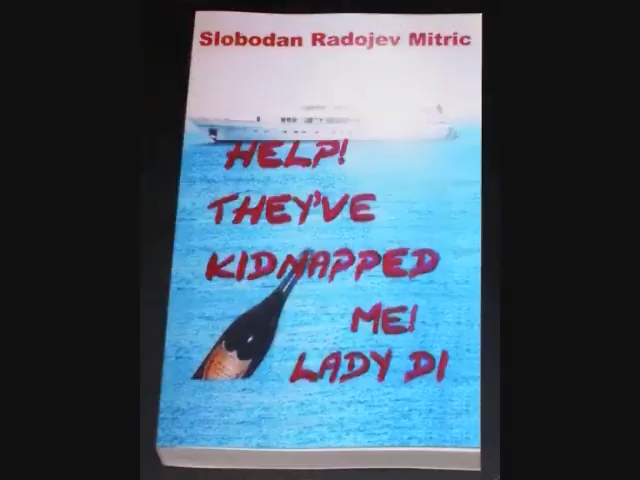 Slobodan Radojev Mitric
HELP!
THEY'VE
KIDNAPPED
ME!
LADY DI